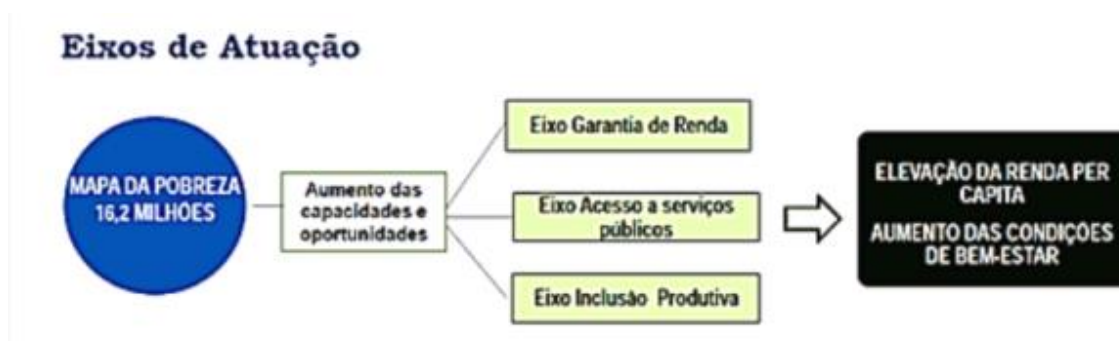 Eixos de Atuação
MAPA DA POBREZA
16,2 MILHÕES
Aumento das
capacidades e
oportunidades
Eixo Garantia de Renda
Eixo Acesso a serviços
públicos
Eixo Inclusão Produtiva
ELEVAÇÃO DA RENDA PER
CAPITA
AUMENTO DAS CONDIÇÕES
DE BEM-ESTAR